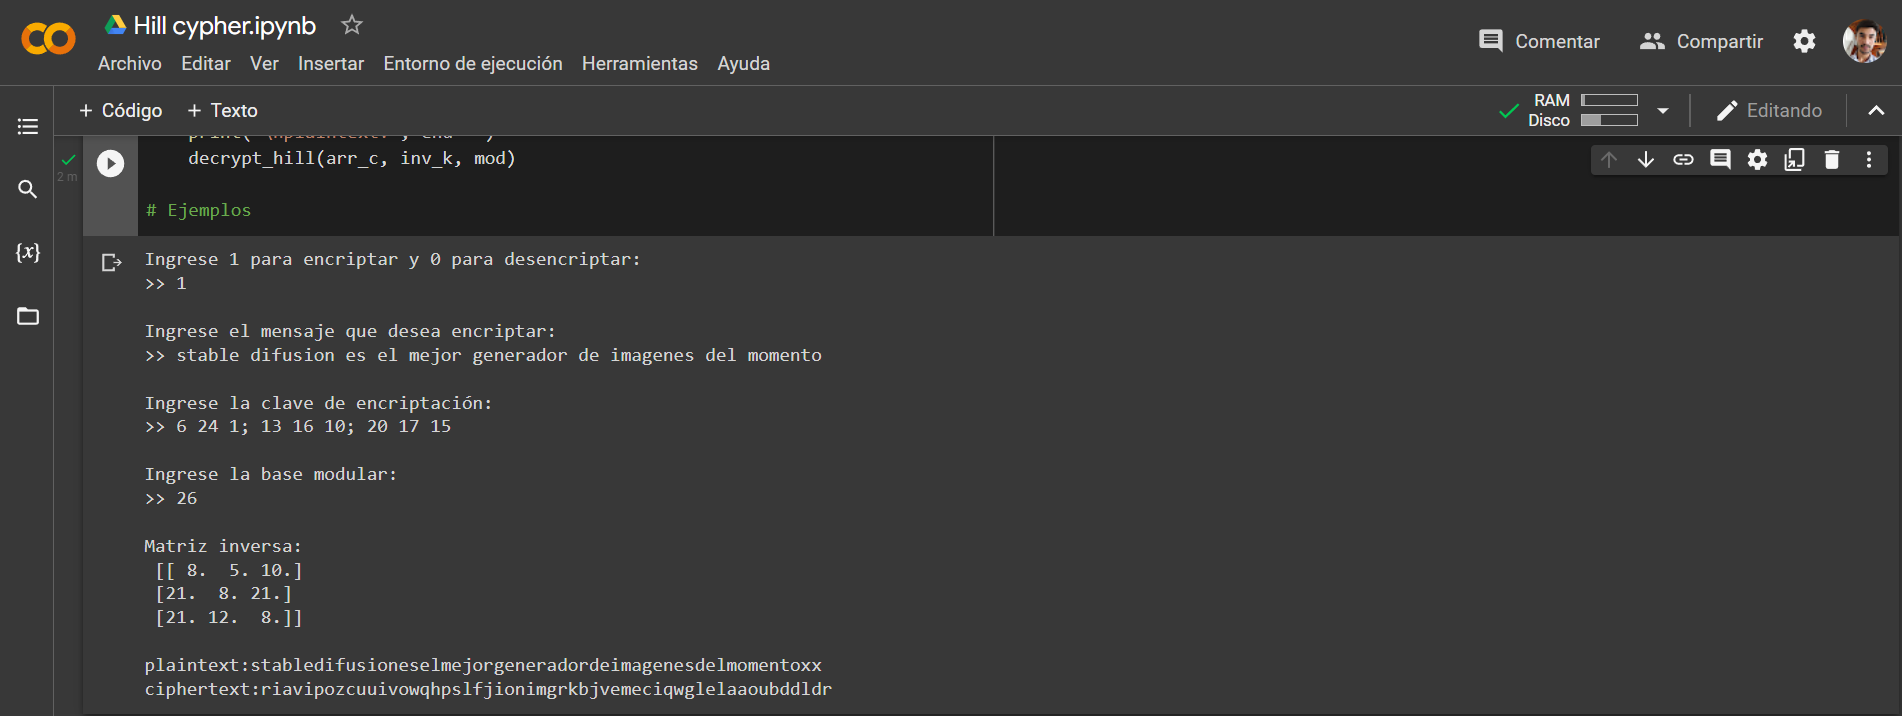 Hill cypher.ipynb
Archivo Editar Ver Insertar Entorno de ejecución Herramientas Ayuda
Comentar Compartir
+ Código + Texto
RAM
Disco
Editando
2 m
decrypt_hill(arr_c, inv_k, mod)
# Ejemplos
{x}
Ingrese 1 para encriptar y 0 para desencriptar:
>> 1
Ingrese el mensaje que desea encriptar:
>> stable difusion es el mejor generador de imagenes del momento
Ingrese la clave de encriptación:
>> 6 24 1; 13 16 10; 20 17 15
Ingrese la base modular:
>> 26
Matriz inversa:
[[ 8.  5. 10.]
[21.  8. 21.]
[21. 12.  8.]]
plaintext:stabledifusioneselmejorgeneradordeimagenesdelmomentoxx
ciphertext:riavipozcuuivowqhpslfjionimgrkbjvemeciqwglelaaoubddldr